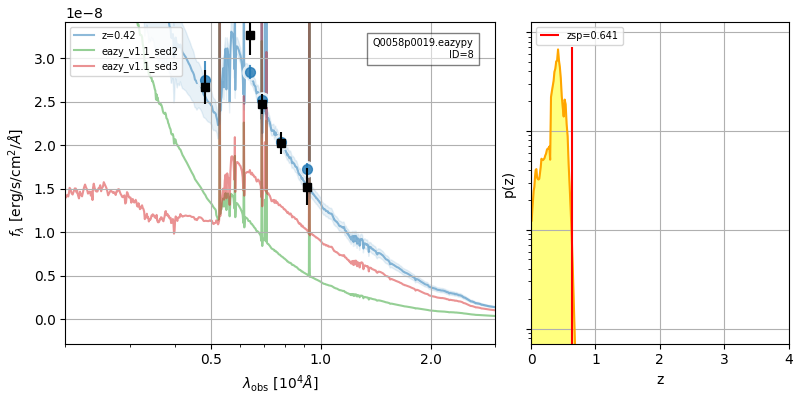 1e−8
z=0.42
eazy_v1.1_sed2
eazy_v1.1_sed3
Q0058p0019.eazypy
ID=8
3.0
2.5
2.0
1.5
1.0
0.5
0.0
fλ [erg/s/cm²/Å]
0.5 1.0 2.0
λobs [10⁴Å]
zsp=0.641
p(z)
0 1 2 3 4
z